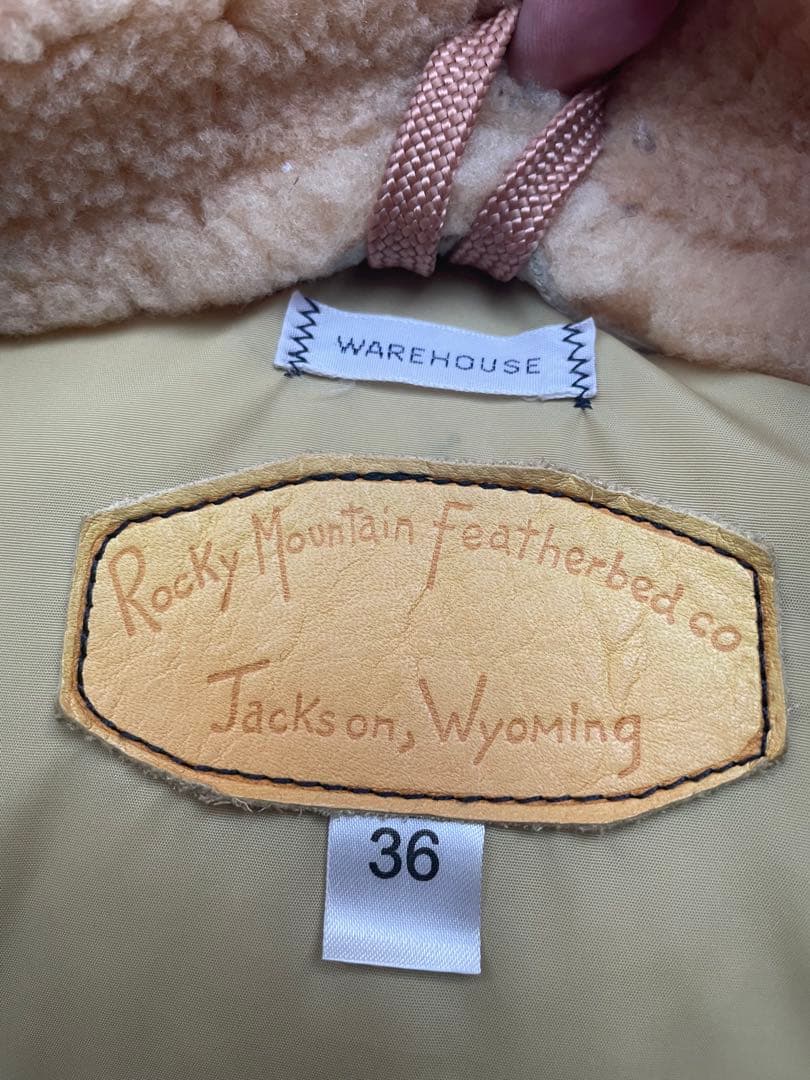 WAREHOUSE
Rocky Mountain Featherbed co
Jackson, Wyoming
36